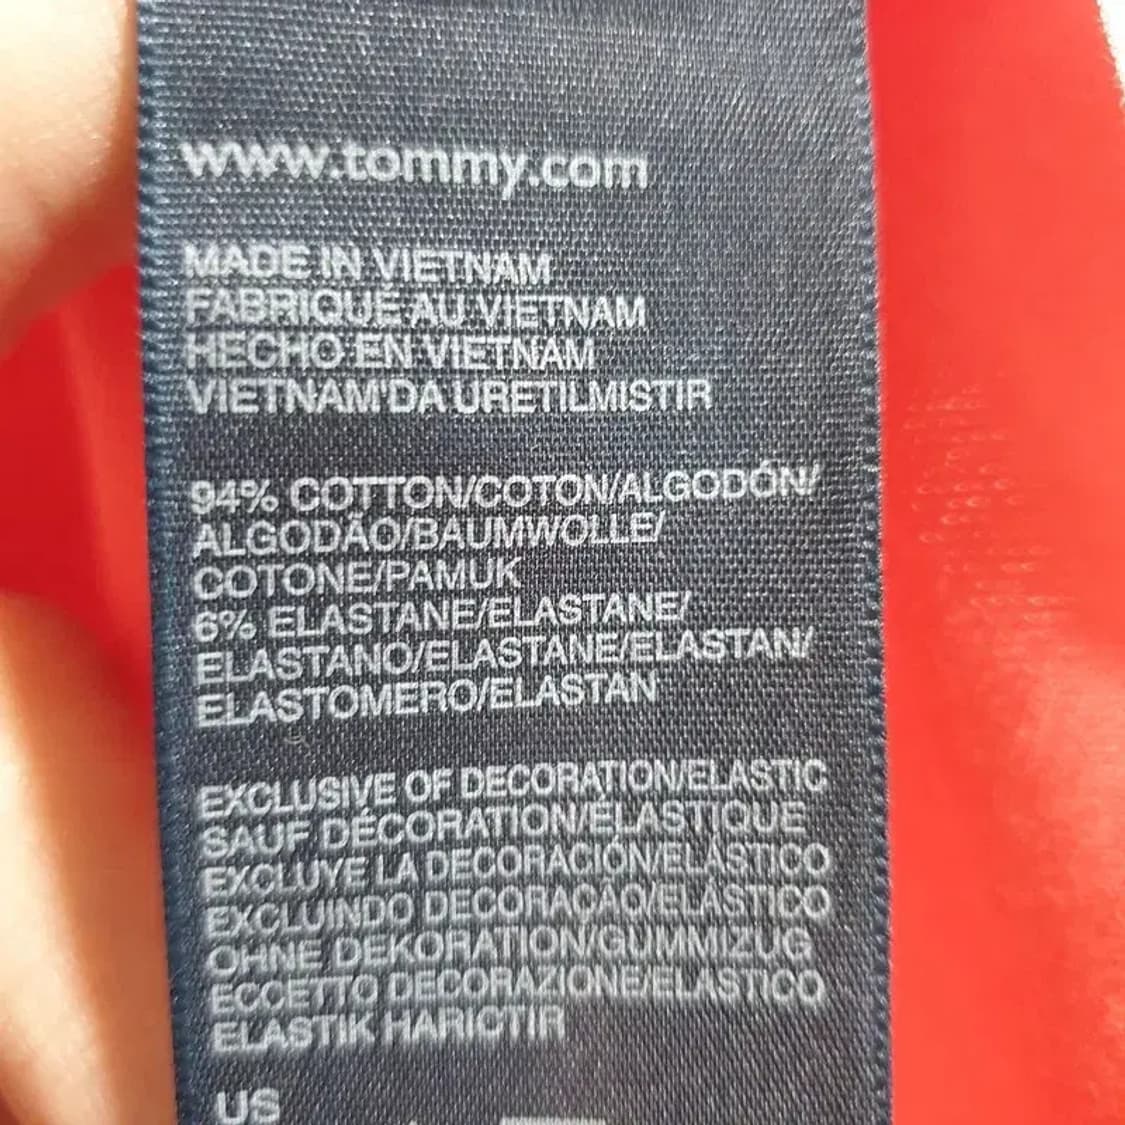 www.tommy.com
MADE IN VIETNAM
FABRIQUÉ AU VIETNAM
HECHO EN VIETNAM
VIETNAM'DA URETILMISTIR
94% COTTON/COTON/ALGODÓN/
ALGODÃO/BAUMWOLLE/
COTONE/PAMUK
6% ELASTANE/ELASTANE/
ELASTANO/ELASTANE/ELASTAN/
ELASTOMERO/ELASTAN
EXCLUSIVE OF DECORATION/ELASTIC
SAUF DÉCORATION/ÉLASTIQUE
EXCLUYE LA DECORACIÓN/ELÁSTICO
EXCLUINDO DECORAÇÃO/ELÁSTICO
OHNE DEKORATION/GUMMIZUG
ECCETTO DECORAZIONE/ELASTICO
ELASTIK HARICTIR
US